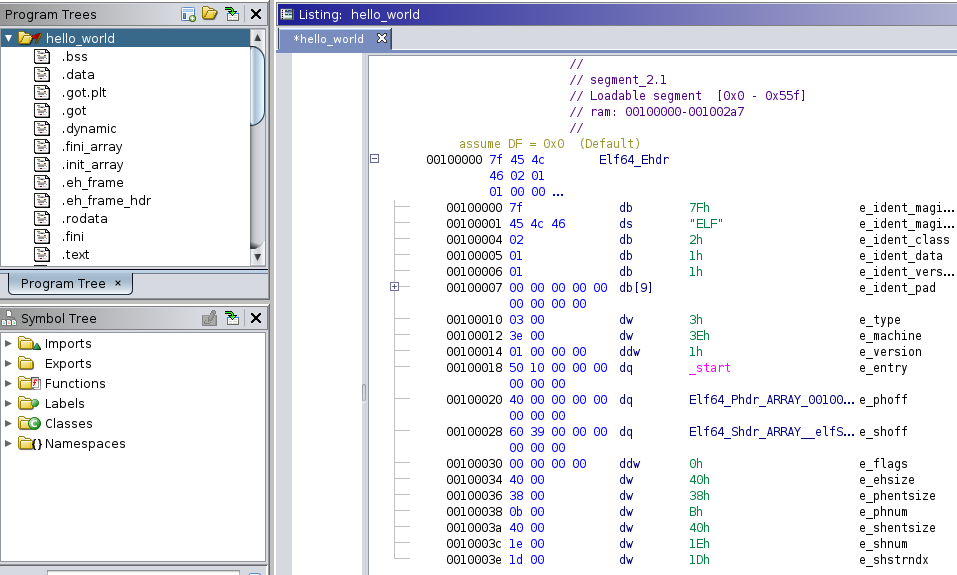 Program Trees
hello_world
.bss
.data
.got.plt
.got
.dynamic
.fini_array
.init_array
.eh_frame
.eh_frame_hdr
.rodata
.fini
.text
Program Tree ×
Symbol Tree
Imports
Exports
Functions
Labels
Classes
Namespaces
Listing: hello_world
*hello_world
//
// segment_2.1
// Loadable segment [0x0 - 0x55f]
// ram: 00100000-001002a7
//
assume DF = 0x0 (Default)
00100000 7f 45 4c Elf64_Ehdr
46 02 01
01 00 00 ...
00100000 7f db 7Fh e_ident_magi...
00100001 45 4c 46 ds "ELF" e_ident_magi...
00100004 02 db 2h e_ident_class
00100005 01 db 1h e_ident_data
00100006 01 db 1h e_ident_vers...
00100007 00 00 00 00 00 db[9] e_ident_pad
00 00 00 00
00100010 03 00 dw 3h e_type
00100012 3e 00 dw 3Eh e_machine
00100014 01 00 00 00 ddw 1h e_version
00100018 50 10 00 00 00 dq _start e_entry
00 00 00
00100020 40 00 00 00 00 dq Elf64_Phdr_ARRAY_00100... e_phoff
00 00 00
00100028 60 39 00 00 00 dq Elf64_Shdr_ARRAY__elfS... e_shoff
00 00 00
00100030 00 00 00 00 ddw 0h e_flags
00100034 40 00 dw 40h e_ehsize
00100036 38 00 dw 38h e_phentsize
00100038 0b 00 dw Bh e_phnum
0010003a 40 00 dw 40h e_shentsize
0010003c 1e 00 dw 1Eh e_shnum
0010003e 1d 00 dw 1Dh e_shstrndx